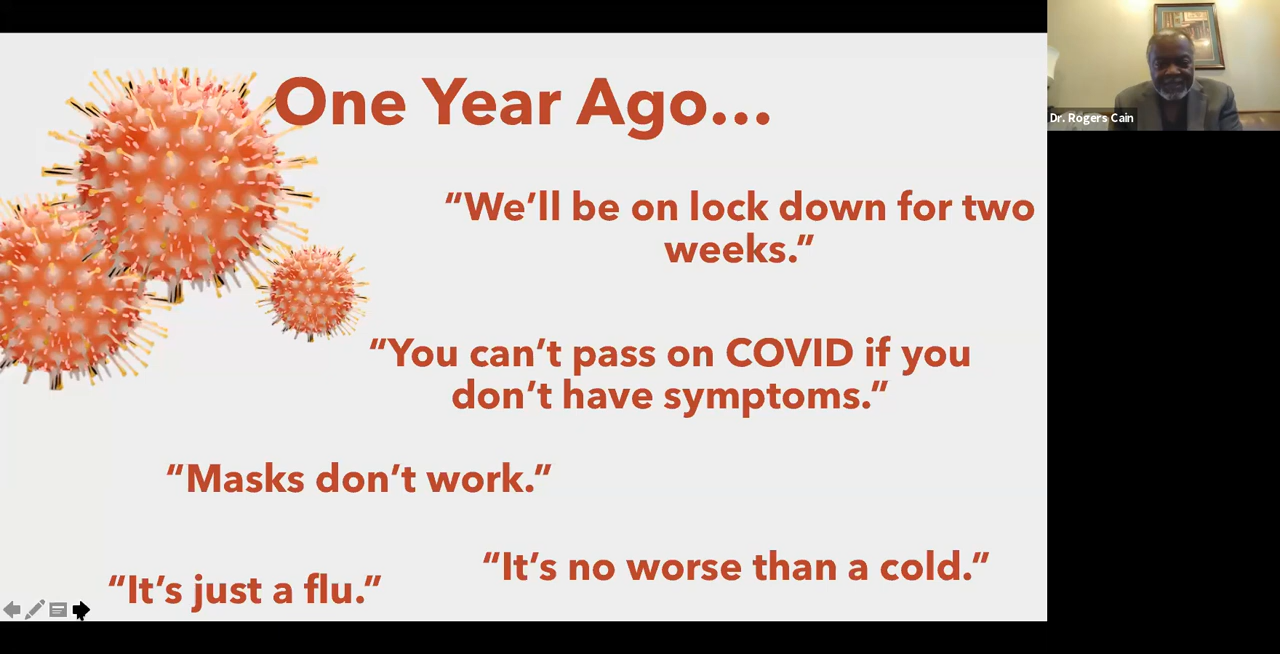 One Year Ago...
Dr. Rogers Cain
“We’ll be on lock down for two
weeks.”
“You can’t pass on COVID if you
don’t have symptoms.”
“Masks don’t work.”
“It’s no worse than a cold.”
“It’s just a flu.”